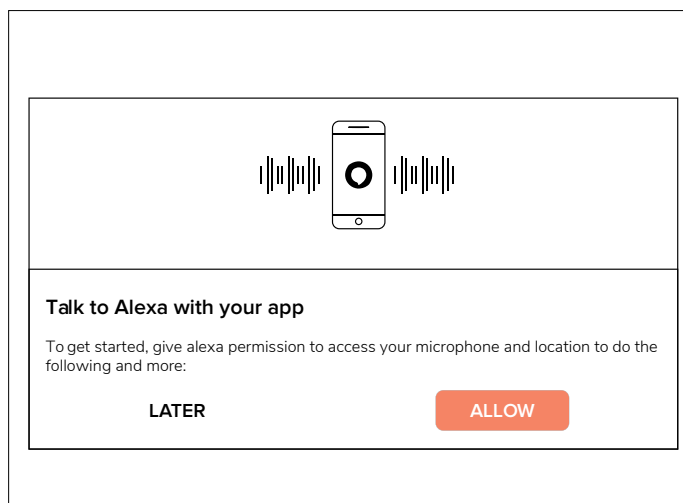 Talk to Alexa with your app
To get started, give alexa permission to access your microphone and location to do the
following and more:
LATER
ALLOW